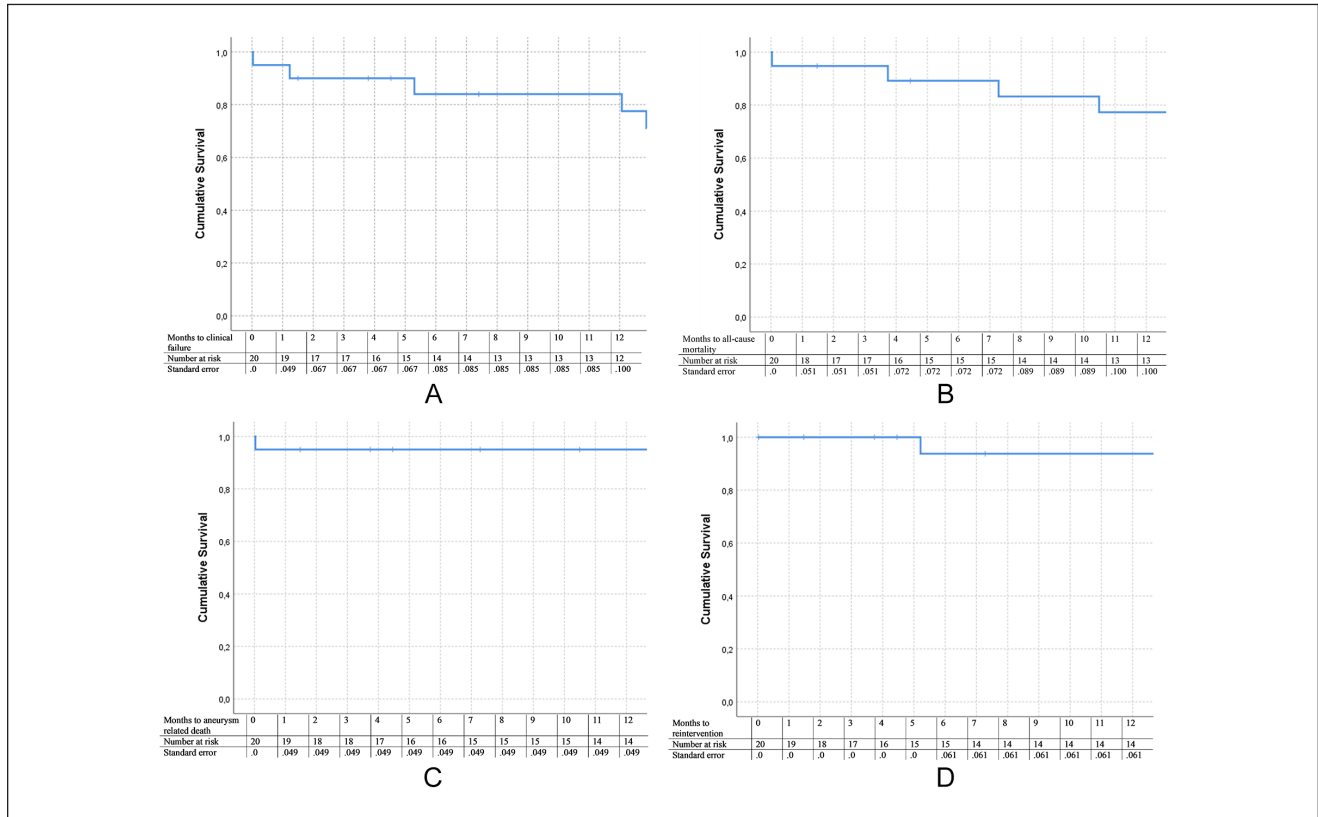 1,0
0,8
0,6
0,4
0,2
0,0
Cumulative Survival
Months to clinical failure 0 1 2 3 4 5 6 7 8 9 10 11 12
Number at risk 20 19 17 17 16 15 14 14 13 13 13 13 12
Standard error .0 .049 .067 .067 .067 .067 .085 .085 .085 .085 .085 .085 .100
A
1,0
0,8
0,6
0,4
0,2
0,0
Cumulative Survival
Months to all-cause mortality 0 1 2 3 4 5 6 7 8 9 10 11 12
Number at risk 20 18 17 17 16 15 15 15 14 14 14 13 13
Standard error .0 .051 .051 .051 .072 .072 .072 .072 .089 .089 .089 .100 .100
B
1,0
0,8
0,6
0,4
0,2
0,0
Cumulative Survival
Months to aneurysm related death 0 1 2 3 4 5 6 7 8 9 10 11 12
Number at risk 20 19 18 18 17 16 16 15 15 15 15 14 14
Standard error .0 .049 .049 .049 .049 .049 .049 .049 .049 .049 .049 .049 .049
C
1,0
0,8
0,6
0,4
0,2
0,0
Cumulative Survival
Months to reintervention 0 1 2 3 4 5 6 7 8 9 10 11 12
Number at risk 20 19 18 17 16 15 15 14 14 14 14 14 14
Standard error .0 .0 .0 .0 .0 .0 .061 .061 .061 .061 .061 .061 .061
D